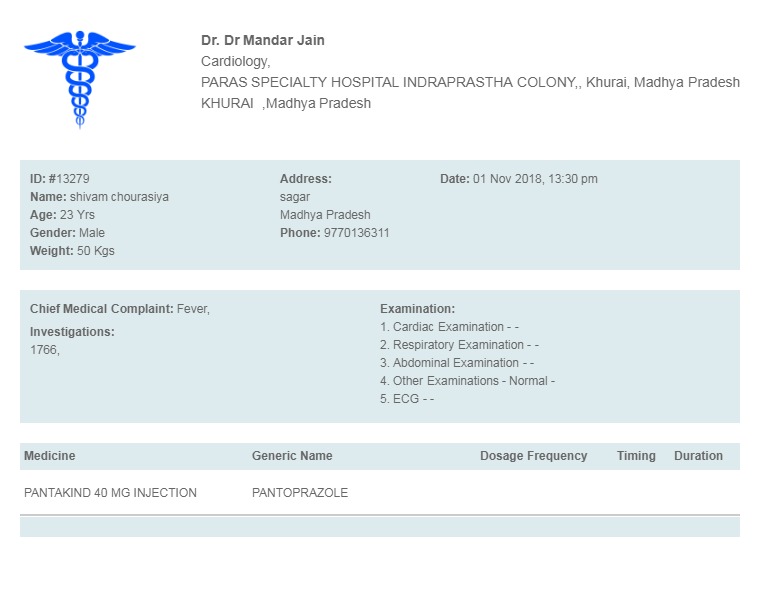 Dr. Dr Mandar Jain
Cardiology,
PARAS SPECIALTY HOSPITAL INDRAPRASTHA COLONY,, Khurai, Madhya Pradesh
KHURAI ,Madhya Pradesh
ID: #13279
Name: shivam chourasiya
Age: 23 Yrs
Gender: Male
Weight: 50 Kgs
Address:
sagar
Madhya Pradesh
Phone: 9770136311
Date: 01 Nov 2018, 13:30 pm
Chief Medical Complaint: Fever,
Investigations:
1766,
Examination:
1. Cardiac Examination - -
2. Respiratory Examination - -
3. Abdominal Examination - -
4. Other Examinations - Normal -
5. ECG - -
Medicine Generic Name Dosage Frequency Timing Duration
PANTAKIND 40 MG INJECTION PANTOPRAZOLE